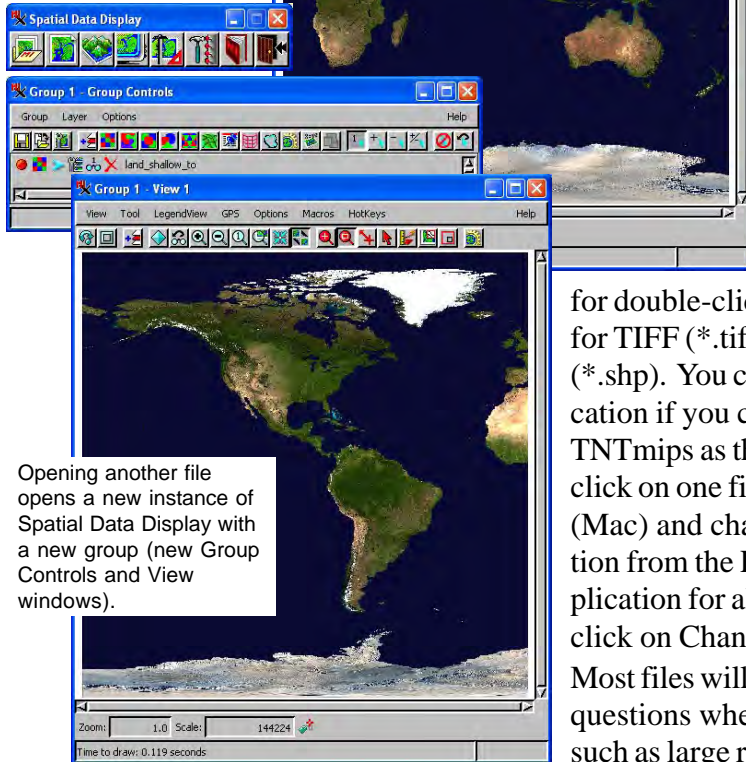 Spatial Data Display
Group 1 - Group Controls
Group Layer Options Help
land_shallow_to
Group 1 - View 1
View Tool LegendView GPS Options Macros HotKeys Help
Opening another file
opens a new instance of
Spatial Data Display with
a new group (new Group
Controls and View
windows).
Zoom: 1.0 Scale: 144224
Time to draw: 0.119 seconds
for double-clic
for TIFF (*.tif
(*.shp). You c
cation if you c
TNTmips as th
click on one fi
(Mac) and cha
tion from the
plication for a
click on Chan
Most files will
questions whe
such as large r